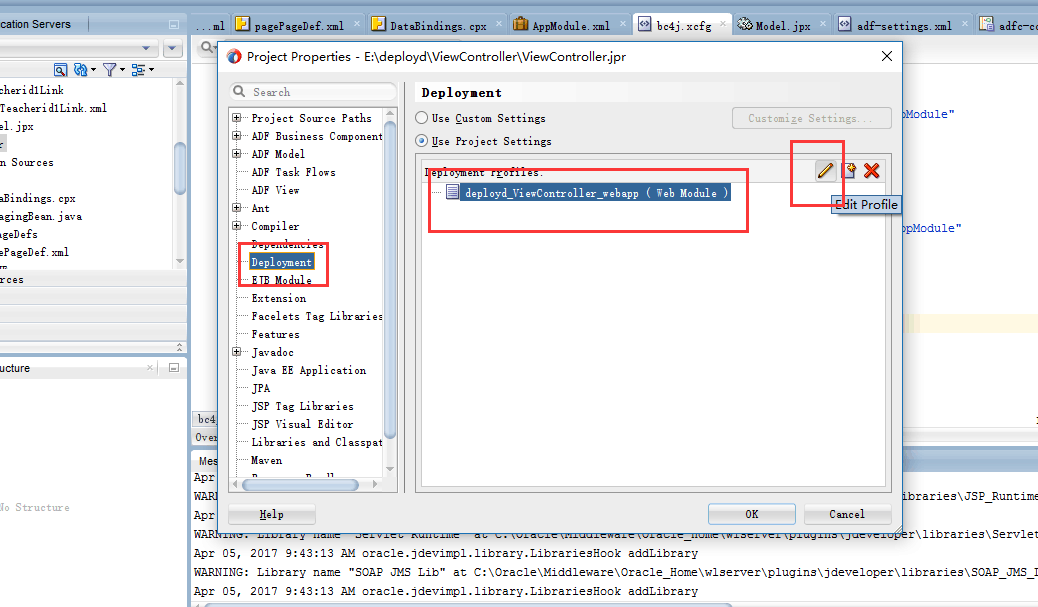 cation Servers
...ml
pagePageDef.xml
DataBindings.cpx
AppModule.xml
bc4j.xcfg
Model.jpx
adf-settings.xml
adfc-co
Project Properties - E:\deployd\ViewController\ViewController.jpr
Search
Project Source Paths
ADF Business Component
ADF Model
ADF Task Flows
ADF View
Ant
Compiler
Dependencies
Deployment
EJB Module
Extension
Facelets Tag Libraries
Features
Javadoc
Java EE Application
JPA
JSP Tag Libraries
JSP Visual Editor
Libraries and Classpat
Maven
Deployment
Use Custom Settings
Customize Settings...
Use Project Settings
Deployment Profiles:
deployd_ViewController_webapp ( Web Module )
Edit Profile
Help
OK
Cancel
cherid1Link
Teacherid1Link.xml
el.jpx
r
n Sources
aBindings.cpx
agingBean.java
ageDefs
ePageDef.xml
rces
ucture
No Structure
pModule"
ppModule"
bc4j
Over
Mes
Apr
WARN
ibraries\JSP_Runtime
Apr
WARNING: Library name "Servlet Runtime" at C:\Oracle\Middleware\Oracle_Home\wlserver\plugins\jdeveloper\libraries\Servlet
Apr 05, 2017 9:43:13 AM oracle.jdevimpl.library.LibrariesHook addLibrary
WARNING: Library name "SOAP JMS Lib" at C:\Oracle\Middleware\Oracle_Home\wlserver\plugins\jdeveloper\libraries\SOAP_JMS_L
Apr 05, 2017 9:43:13 AM oracle.jdevimpl.library.LibrariesHook addLibrary